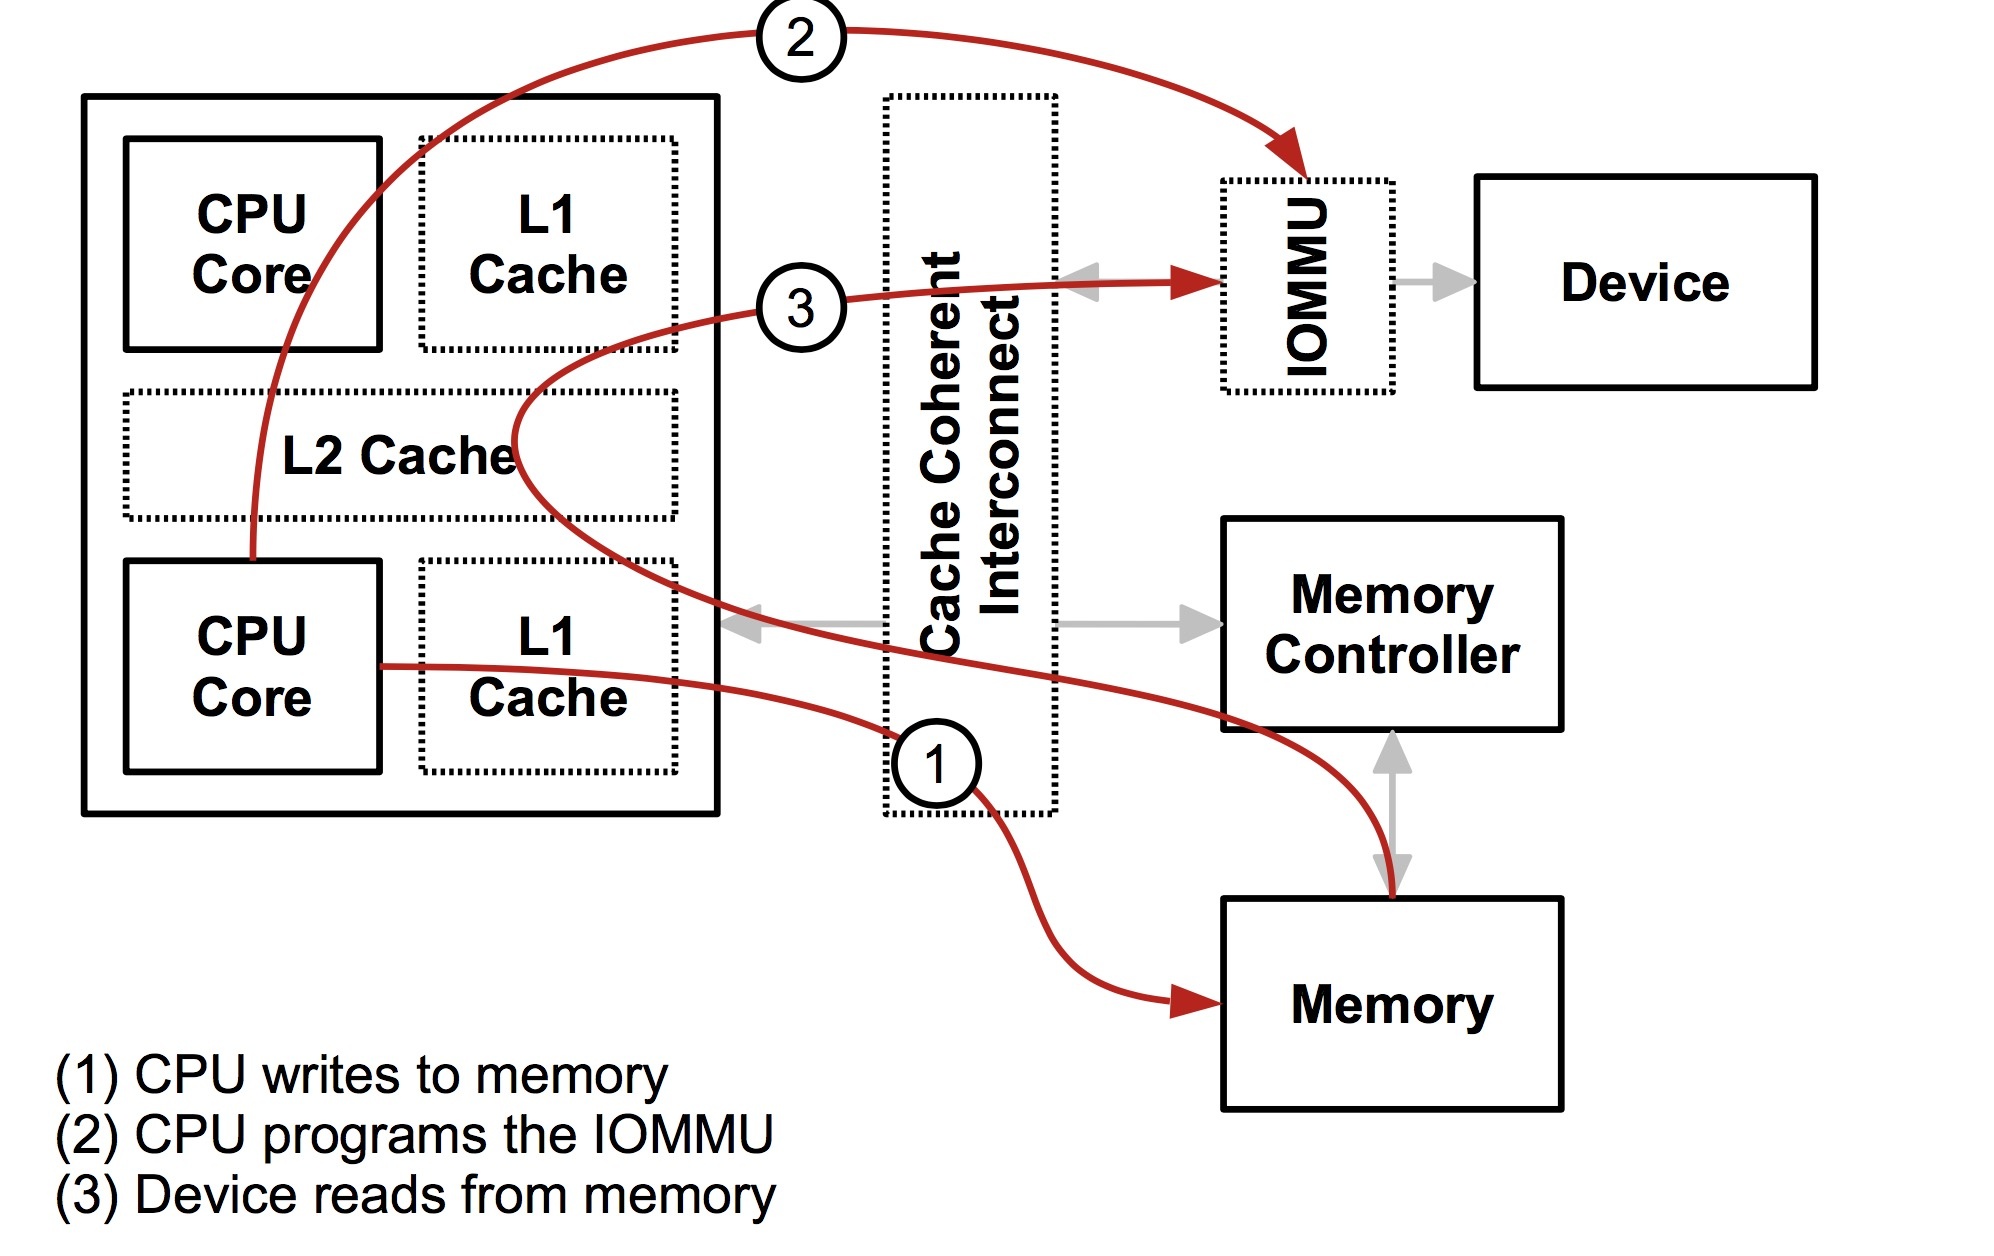 2
CPU
Core
L1
Cache
3
Cache Coherent
Interconnect
IOMMU
Device
L2 Cache
CPU
Core
L1
Cache
1
Memory
Controller
Memory
(1) CPU writes to memory
(2) CPU programs the IOMMU
(3) Device reads from memory